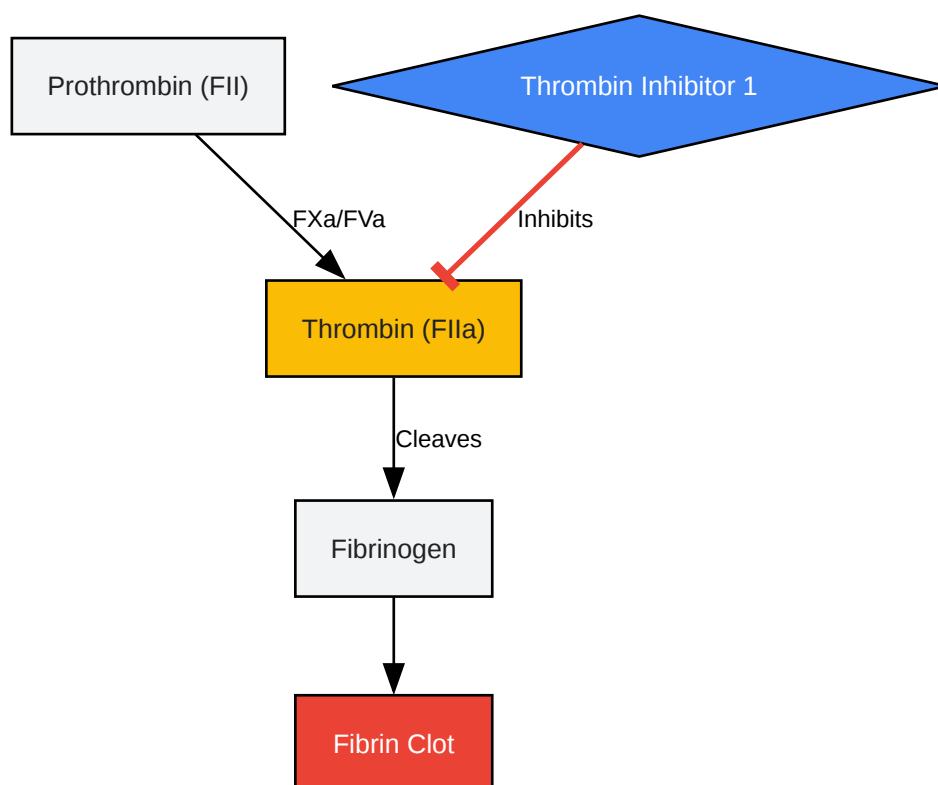 Prothrombin (FII)
Thrombin Inhibitor 1
FXa/FVa
Inhibits
Thrombin (FIIa)
Cleaves
Fibrinogen
Fibrin Clot